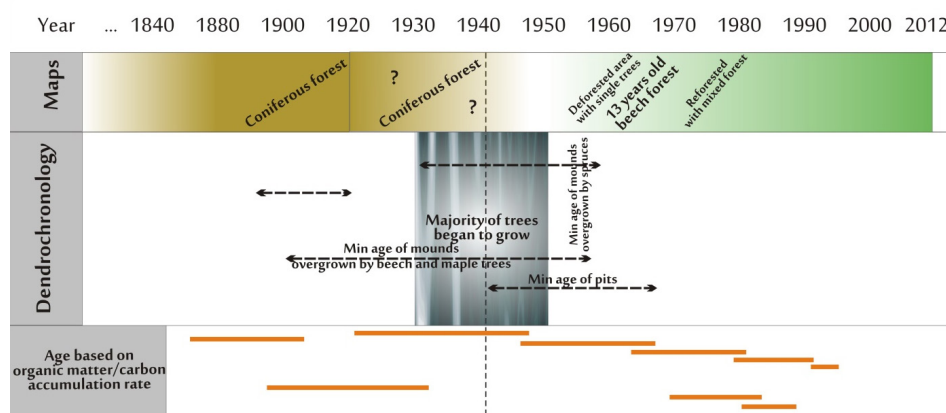 Year ... 1840 1880 1920 1930 1940 1950 1960 1970 1980 1990 2000 2012
Maps
Coniferous forest
?
Coniferous forest
?
Deforested area
with single trees
13 years old
beech forest
Reforested
with mixed forest
Dendrochronology
Majority of trees
began to grow
Min age of mounds
overgrown by spruces
Min age of mounds
overgrown by beech and maple trees
Min age of pits
Age based on
organic matter/carbon
accumulation rate